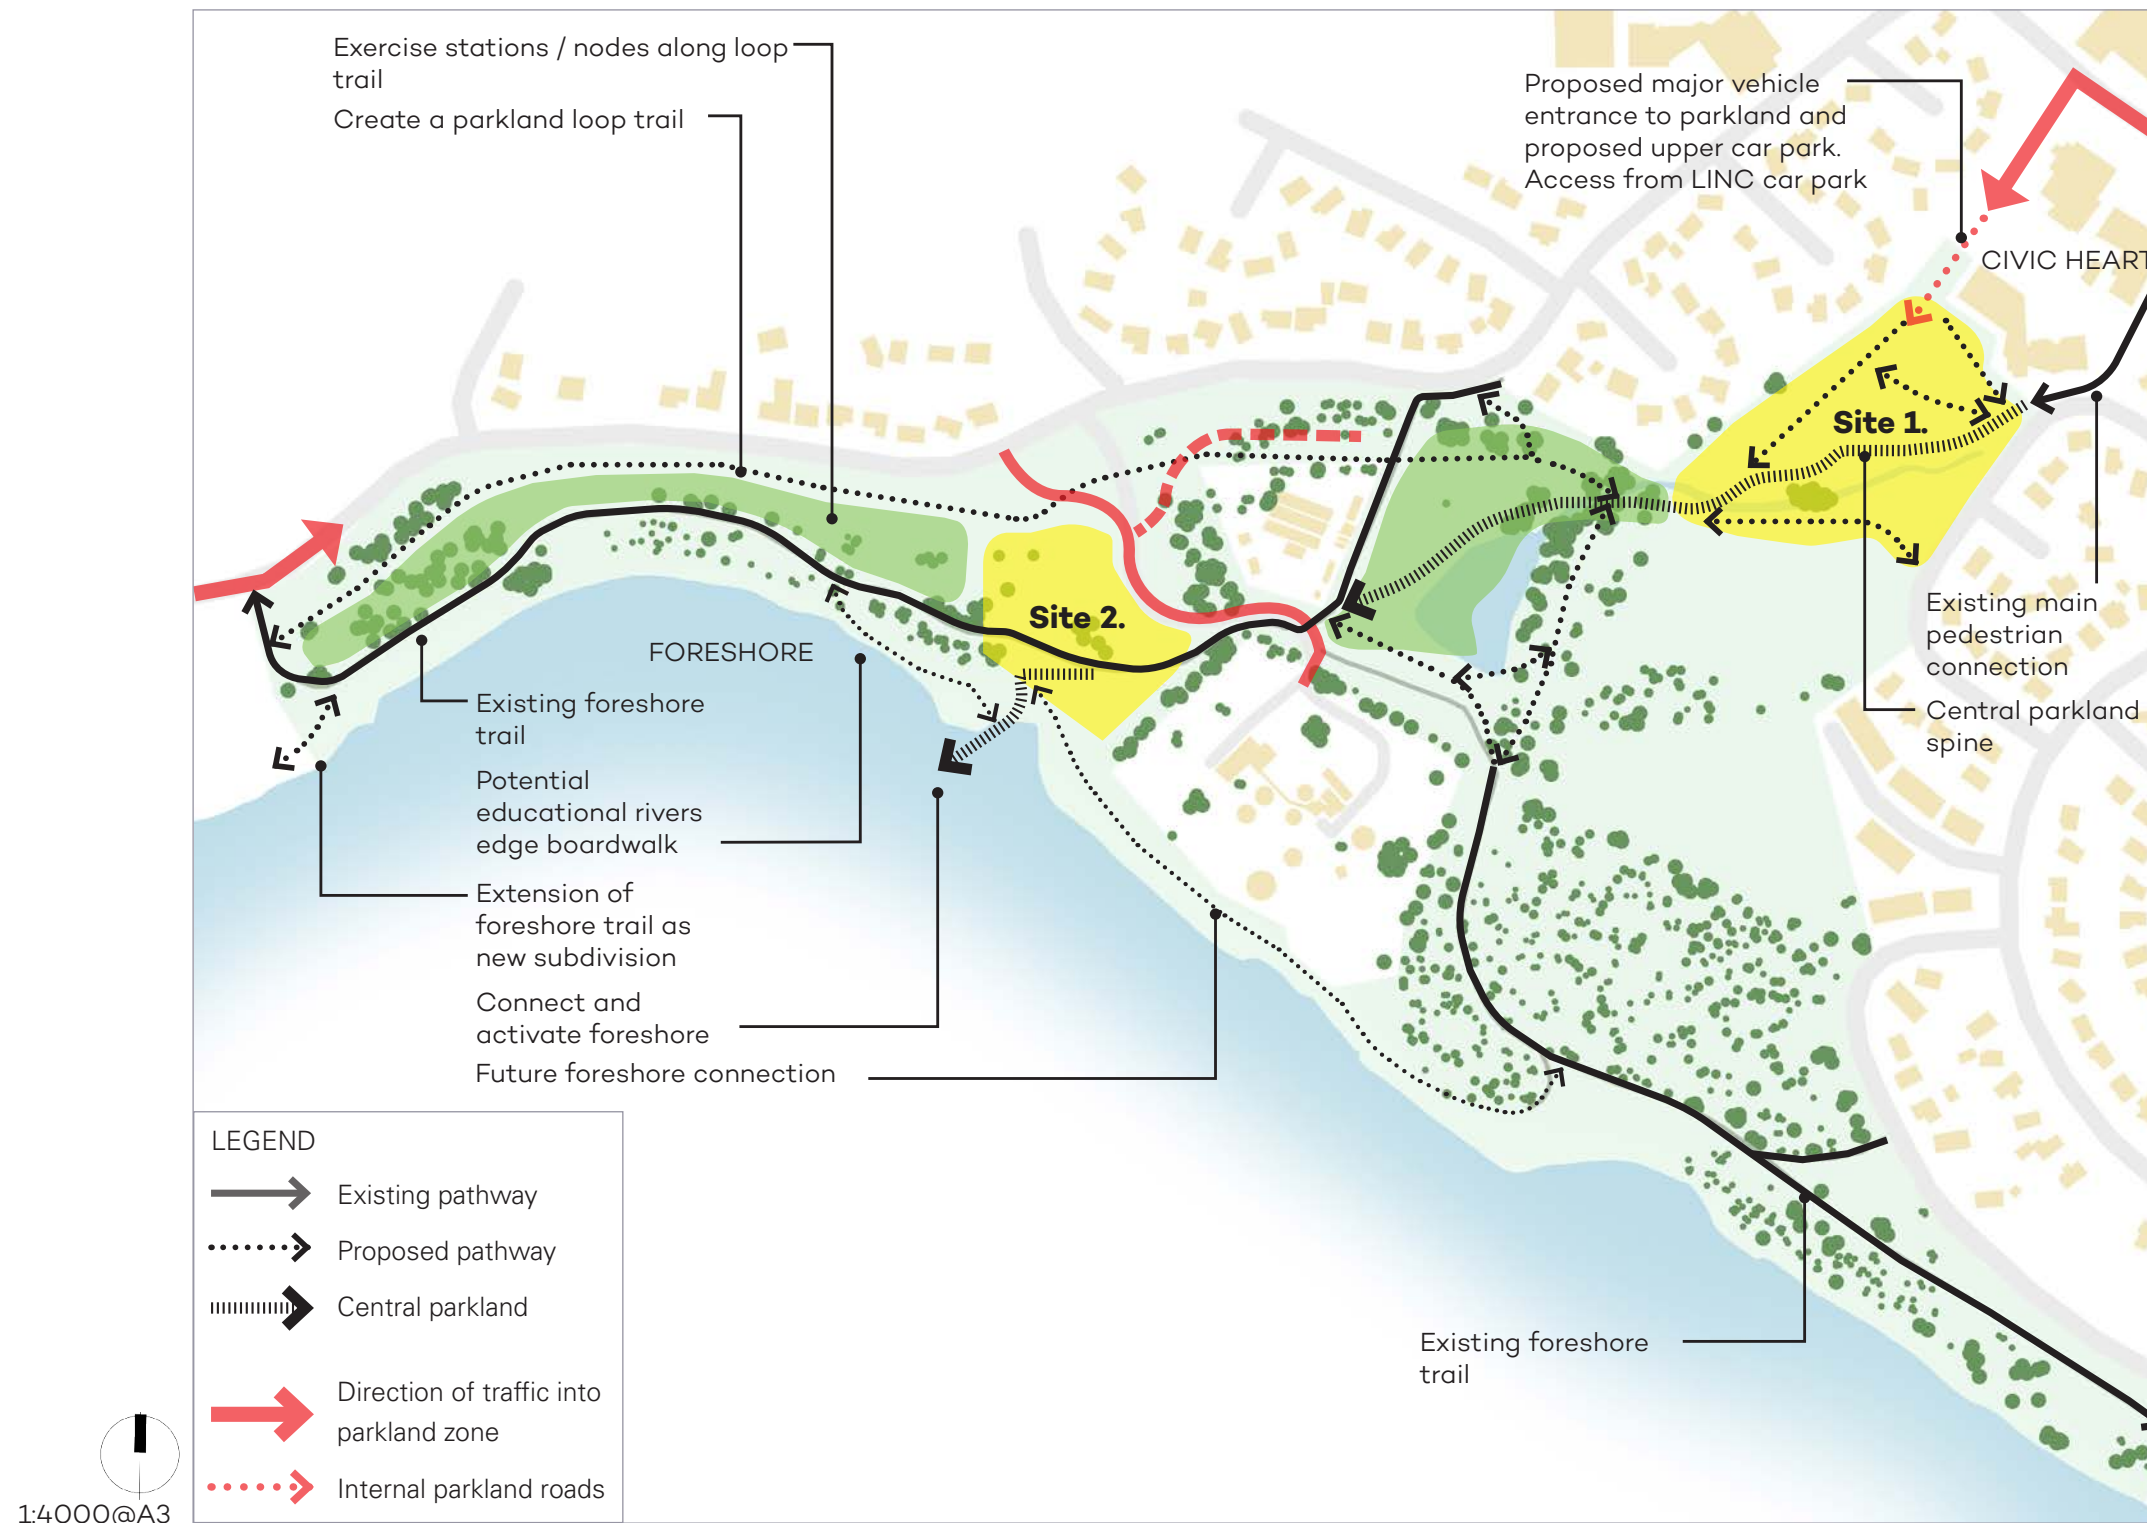 Exercise stations / nodes along loop
trail
Create a parkland loop trail
Proposed major vehicle
entrance to parkland and
proposed upper car park.
Access from LINC car park
CIVIC HEART
Site 1.
Site 2.
Existing main
pedestrian
connection
Central parkland
spine
FORESHORE
Existing foreshore
trail
Potential
educational rivers
edge boardwalk
Extension of
foreshore trail as
new subdivision
Connect and
activate foreshore
Future foreshore connection
Existing foreshore
trail
LEGEND
Existing pathway
Proposed pathway
Central parkland
Direction of traffic into
parkland zone
Internal parkland roads
1:4000@A3